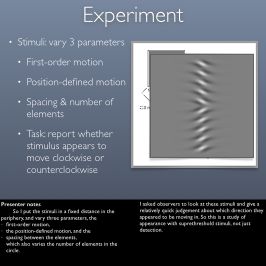 Experiment
• Stimuli: vary 3 parameters
• First-order motion
• Position-defined motion
• Spacing & number of
elements
• Task: report whether
stimulus appears to
move clockwise or
counterclockwise
Presenter notes
So I put the stimuli in a fixed distance in the
periphery, and vary three parameters, the
- first-order motion,
- the position-defined motion, and the
- spacing between the elements,
which also varies the number of elements in the
circle.
I asked observers to look at these stimuli and give a
relatively quick judgement about which direction they
appeared to be moving in. So this is a study of
appearance with suprathreshold stimuli, not just
detection.